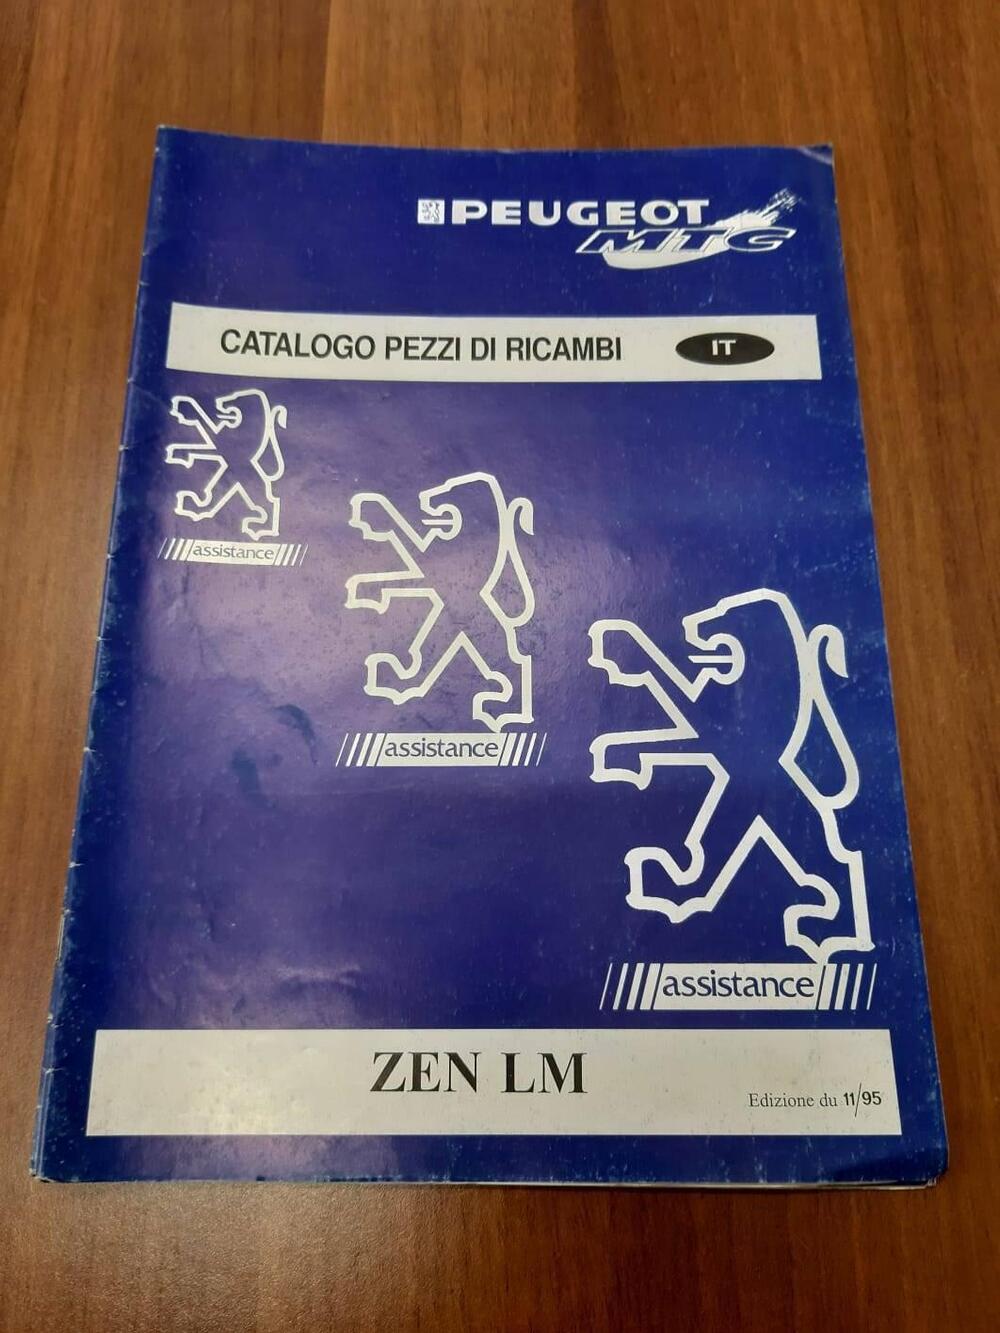 PEUGEOT
MTC
CATALOGO PEZZI DI RICAMBI IT
assistance
assistance
assistance
ZEN LM
Edizione du 11/95